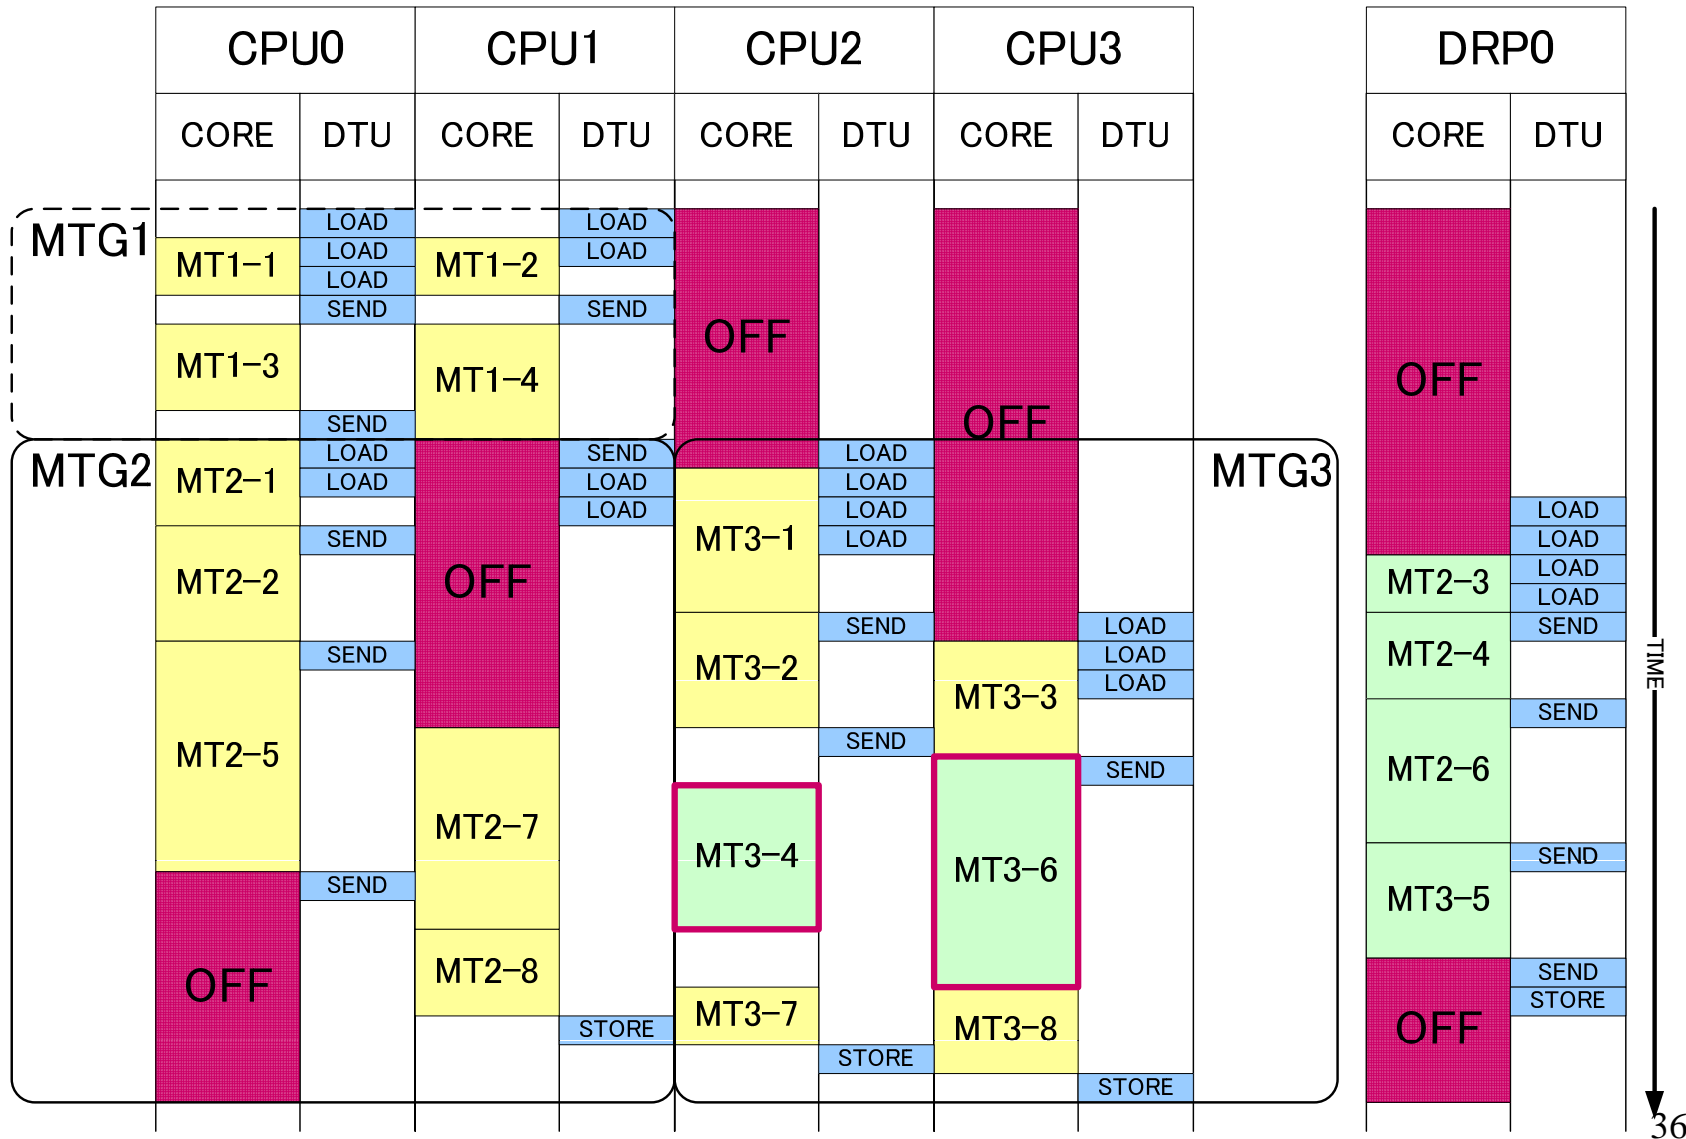 CPU0 CPU1 CPU2 CPU3 DRP0
CORE DTU CORE DTU CORE DTU CORE DTU CORE DTU
LOAD LOAD
MTG1
LOAD LOAD
MT1-1 MT1-2
LOAD
SEND SEND
OFF
MT1-3
MT1-4 OFF
OFF
SEND
LOAD SEND LOAD
MTG2 MT2-1 MTG3
LOAD LOAD LOAD
LOAD LOAD LOAD
SEND MT3-1 LOAD LOAD
MT2-2 OFF MT2-3 LOAD
LOAD
SEND LOAD SEND
SEND LOAD MT2-4
MT3-2
LOAD
TIME
MT3-3
SEND
SEND
MT2-5
SEND MT2-6
MT2-7
MT3-4 SEND
MT3-6
SEND
MT3-5
MT2-8 SEND
OFF
STORE
MT3-7
STORE MT3-8 OFF
STORE
STORE
36